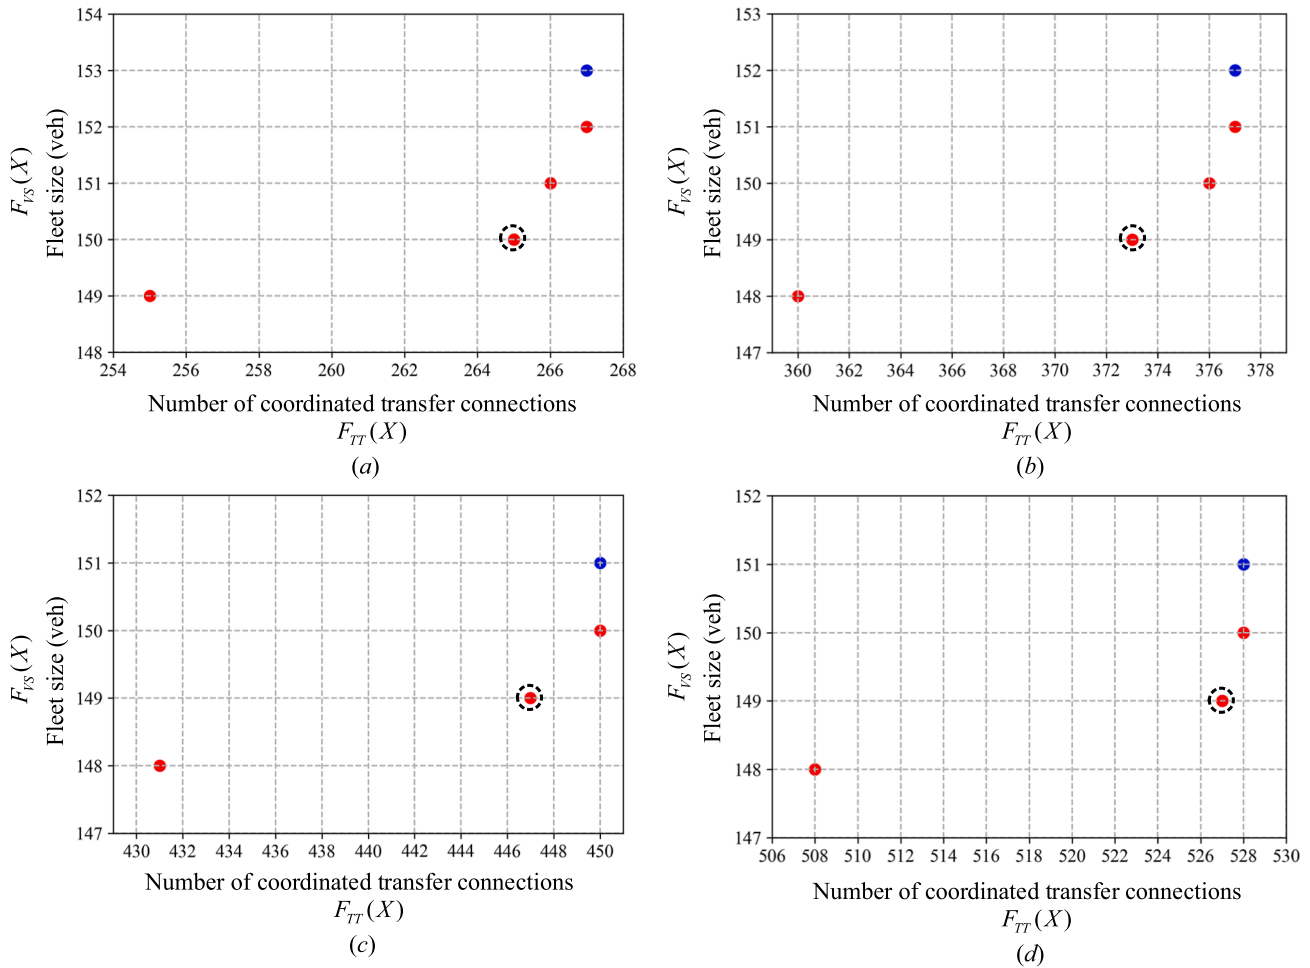 154
153
152
151
150
149
148
254 256 258 260 262 264 266 268
F_VS(X)
Fleet size (veh)
Number of coordinated transfer connections
F_TT(X)
(a)
153
152
151
150
149
148
147
360 362 364 366 368 370 372 374 376 378
F_VS(X)
Fleet size (veh)
Number of coordinated transfer connections
F_TT(X)
(b)
152
151
150
149
148
147
430 432 434 436 438 440 442 444 446 448 450
F_VS(X)
Fleet size (veh)
Number of coordinated transfer connections
F_TT(X)
(c)
152
151
150
149
148
147
506 508 510 512 514 516 518 520 522 524 526 528 530
F_VS(X)
Fleet size (veh)
Number of coordinated transfer connections
F_TT(X)
(d)